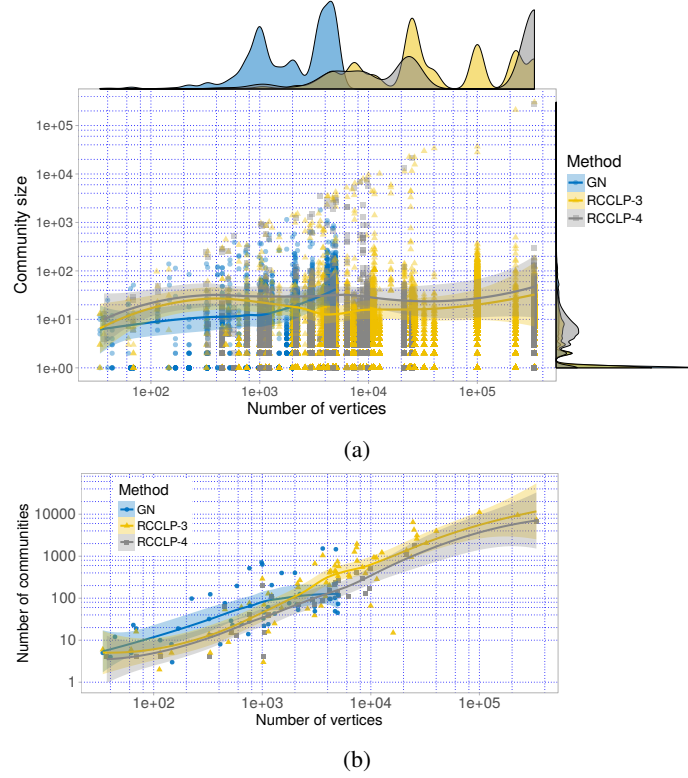 1e+05
1e+04
1e+03
1e+02
1e+01
1e+00
Community size
1e+02 1e+03 1e+04 1e+05
Number of vertices
Method
GN
RCCLP-3
RCCLP-4
(a)
Method
GN
RCCLP-3
RCCLP-4
10000
1000
100
10
1
Number of communities
1e+02 1e+03 1e+04 1e+05
Number of vertices
(b)